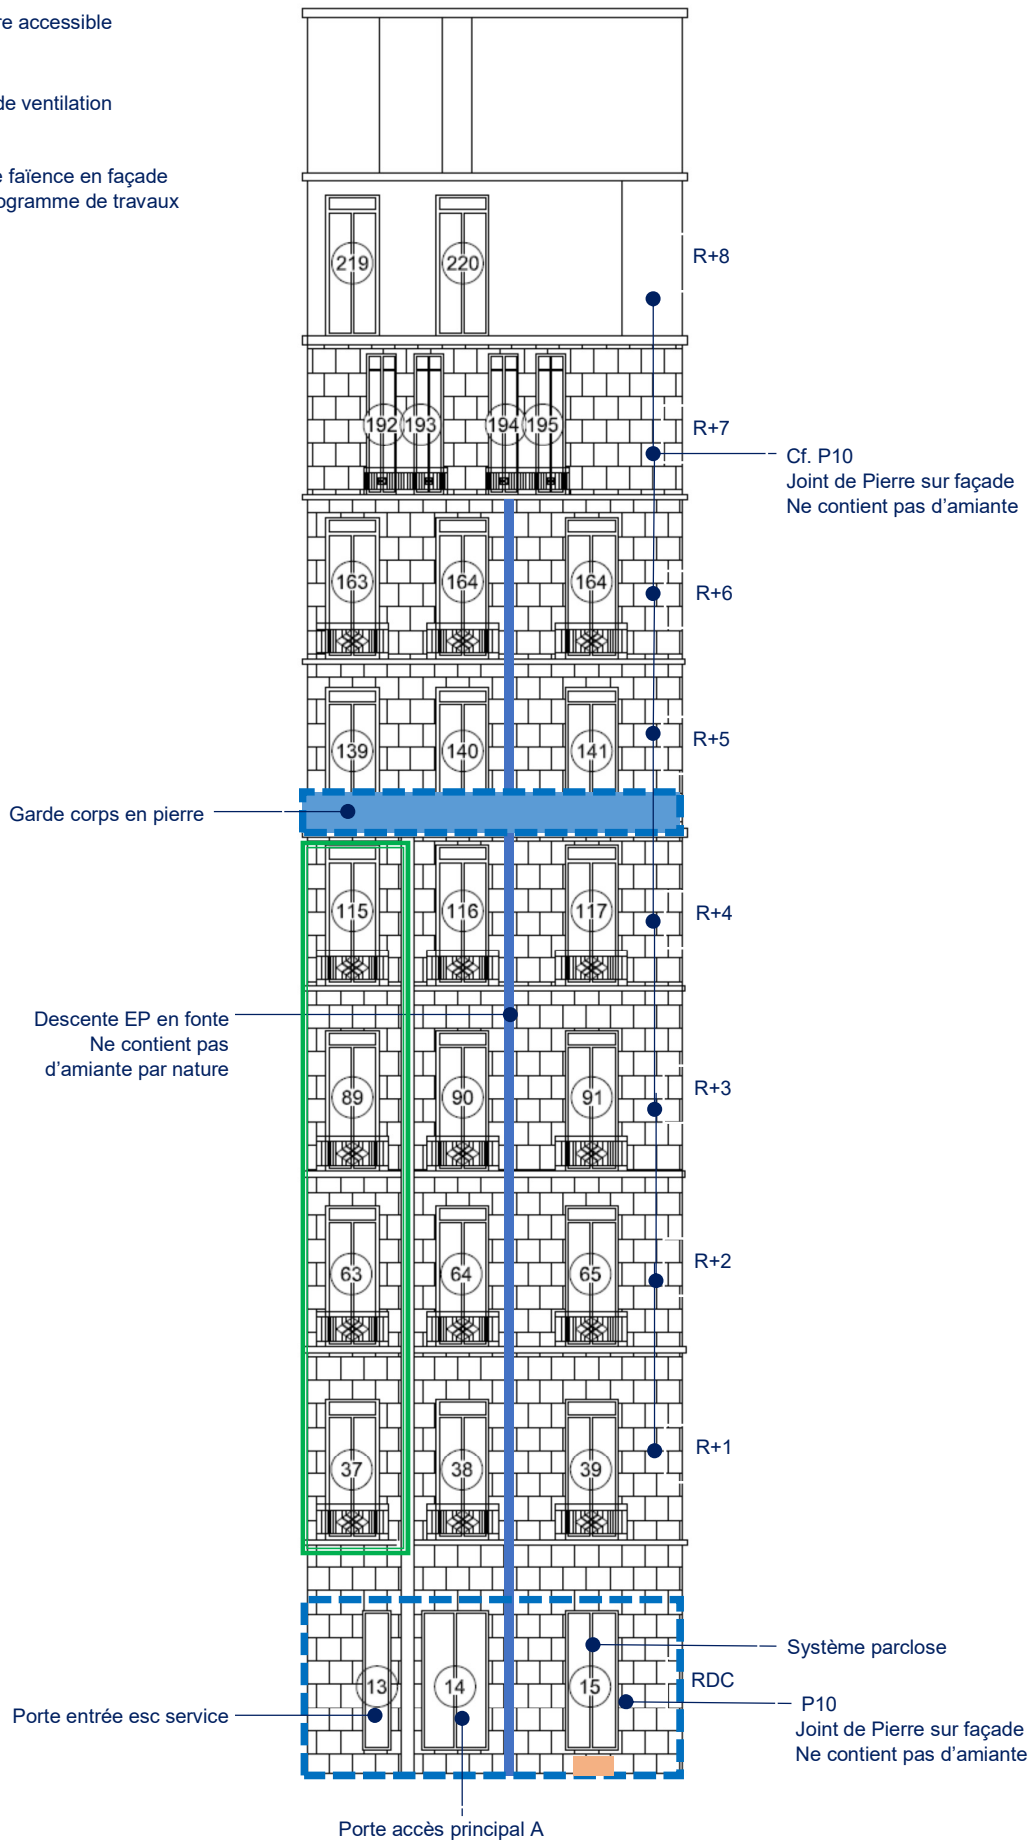 re accessible
de ventilation
e faïence en façade
ogramme de travaux
219
220
R+8
192
193
194
195
R+7
Cf. P10
Joint de Pierre sur façade
Ne contient pas d'amiante
163
164
164
R+6
139
140
141
R+5
Garde corps en pierre
115
116
117
R+4
Descente EP en fonte
Ne contient pas
d'amiante par nature
89
90
91
R+3
63
64
65
R+2
37
38
39
R+1
Système parclose
13
14
15
RDC
Porte entrée esc service
P10
Joint de Pierre sur façade
Ne contient pas d'amiante
Porte accès principal A